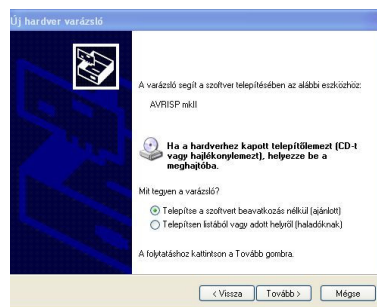 Új hardver varázsló
A varázsló segít a szoftver telepítésében az alábbi eszközhöz:
AVRISP mkII
Ha a hardverhez kapott telepítőlemezt (CD-t
vagy hajlékonylemezt), helyezze be a
meghajtóba.
Mit tegyen a varázsló?
Telepítse a szoftvert beavatkozás nélkül (ajánlott)
Telepítsen listából vagy adott helyről (haladóknak)
A folytatáshoz kattintson a Tovább gombra.
< Vissza Tovább > Mégse